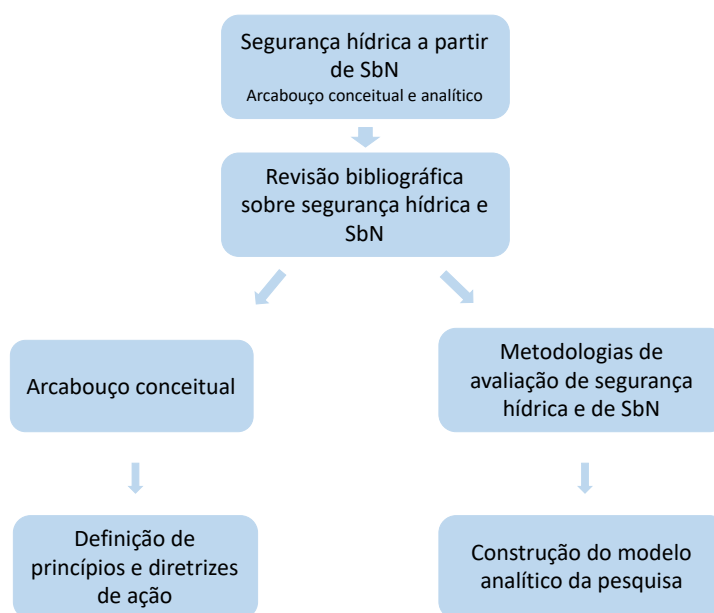 Segurança hídrica a partir
de SbN
Arcabouço conceitual e analítico
Revisão bibliográfica
sobre segurança hídrica e
SbN
Arcabouço conceitual
Metodologias de
avaliação de segurança
hídrica e de SbN
Definição de
princípios e diretrizes
de ação
Construção do modelo
analítico da pesquisa